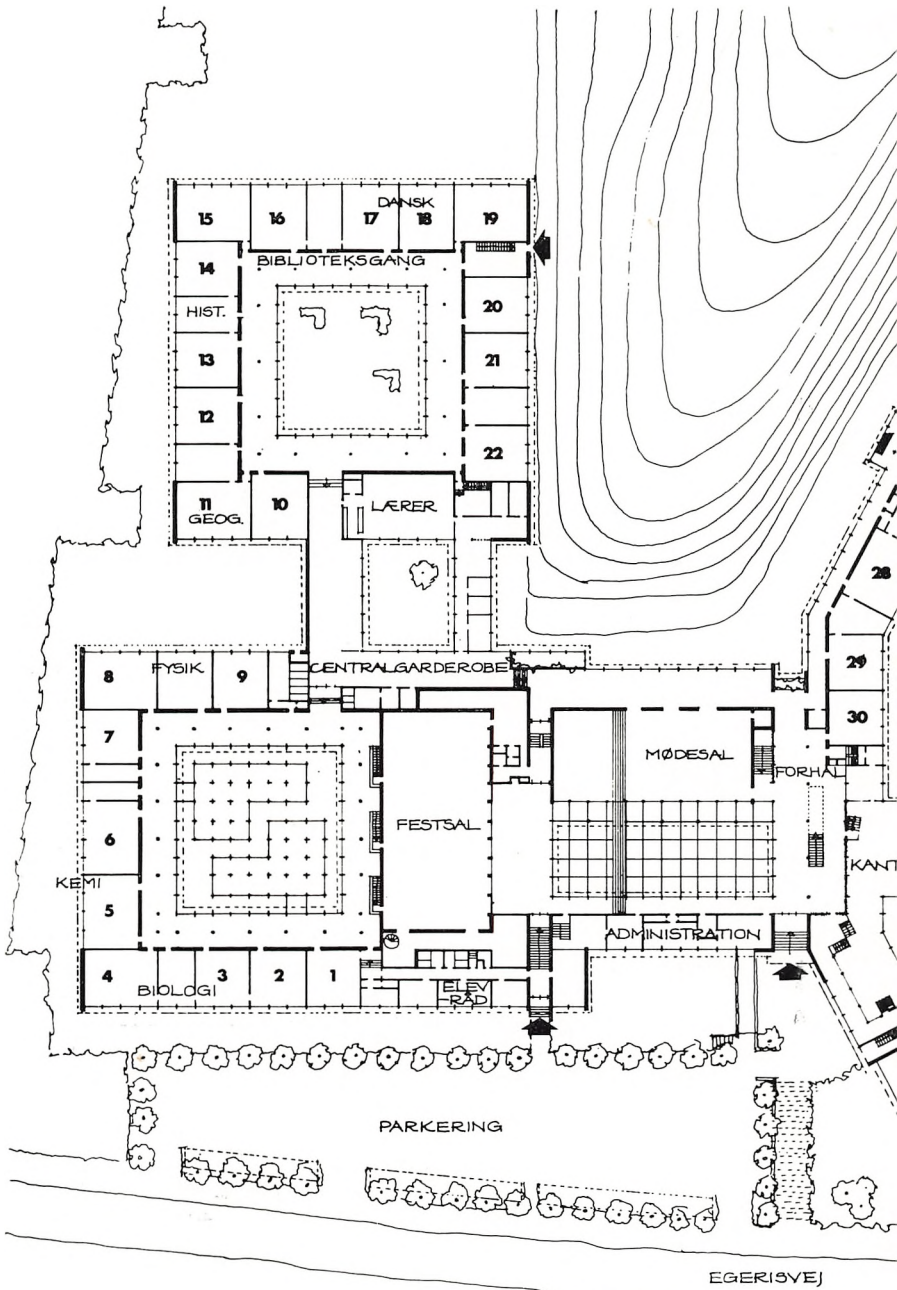 DANSK
15 16 17 18 19
BIBLIOTEKSGANG
14
HIST.
20
13
21
12
22
11 10
GEOG.
LÆRER
28
8 FYSIK 9
CENTRALGARDEROBE
29
7
30
MØDESAL
FORHAL
FESTSAL
6
KEMI
KANT
5
ADMINISTRATION
4 3 2 1
BIOLOGI
ELEV
RÅD
PARKERING
EGERISVEJ